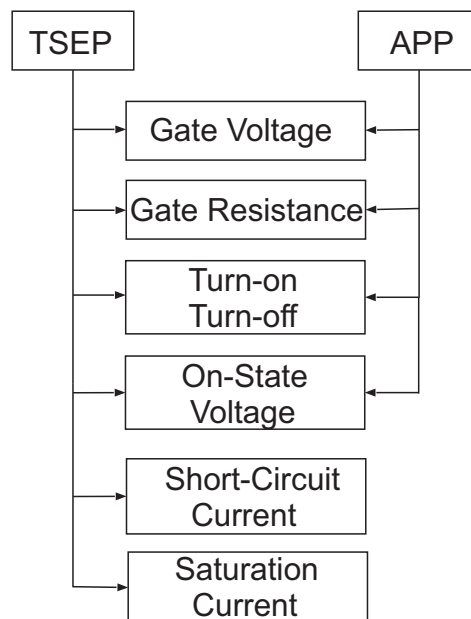 TSEP
APP
Gate Voltage
Gate Resistance
Turn-on
Turn-off
On-State
Voltage
Short-Circuit
Current
Saturation
Current